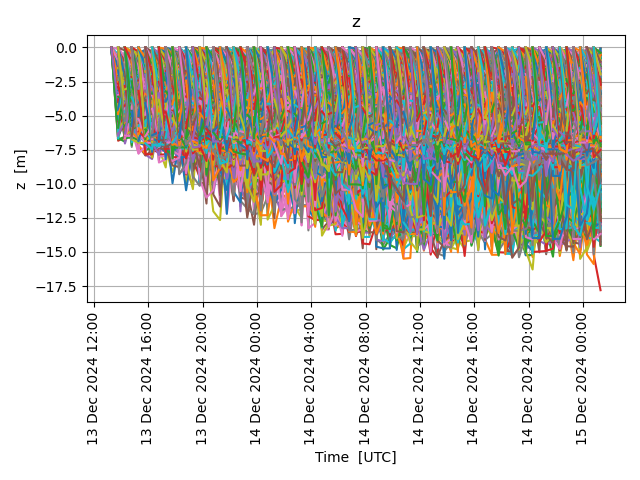 z
0.0
−2.5
−5.0
−7.5
−10.0
−12.5
−15.0
−17.5
z  [m]
13 Dec 2024 12:00
13 Dec 2024 16:00
13 Dec 2024 20:00
14 Dec 2024 00:00
14 Dec 2024 04:00
14 Dec 2024 08:00
14 Dec 2024 12:00
14 Dec 2024 16:00
14 Dec 2024 20:00
15 Dec 2024 00:00
Time  [UTC]